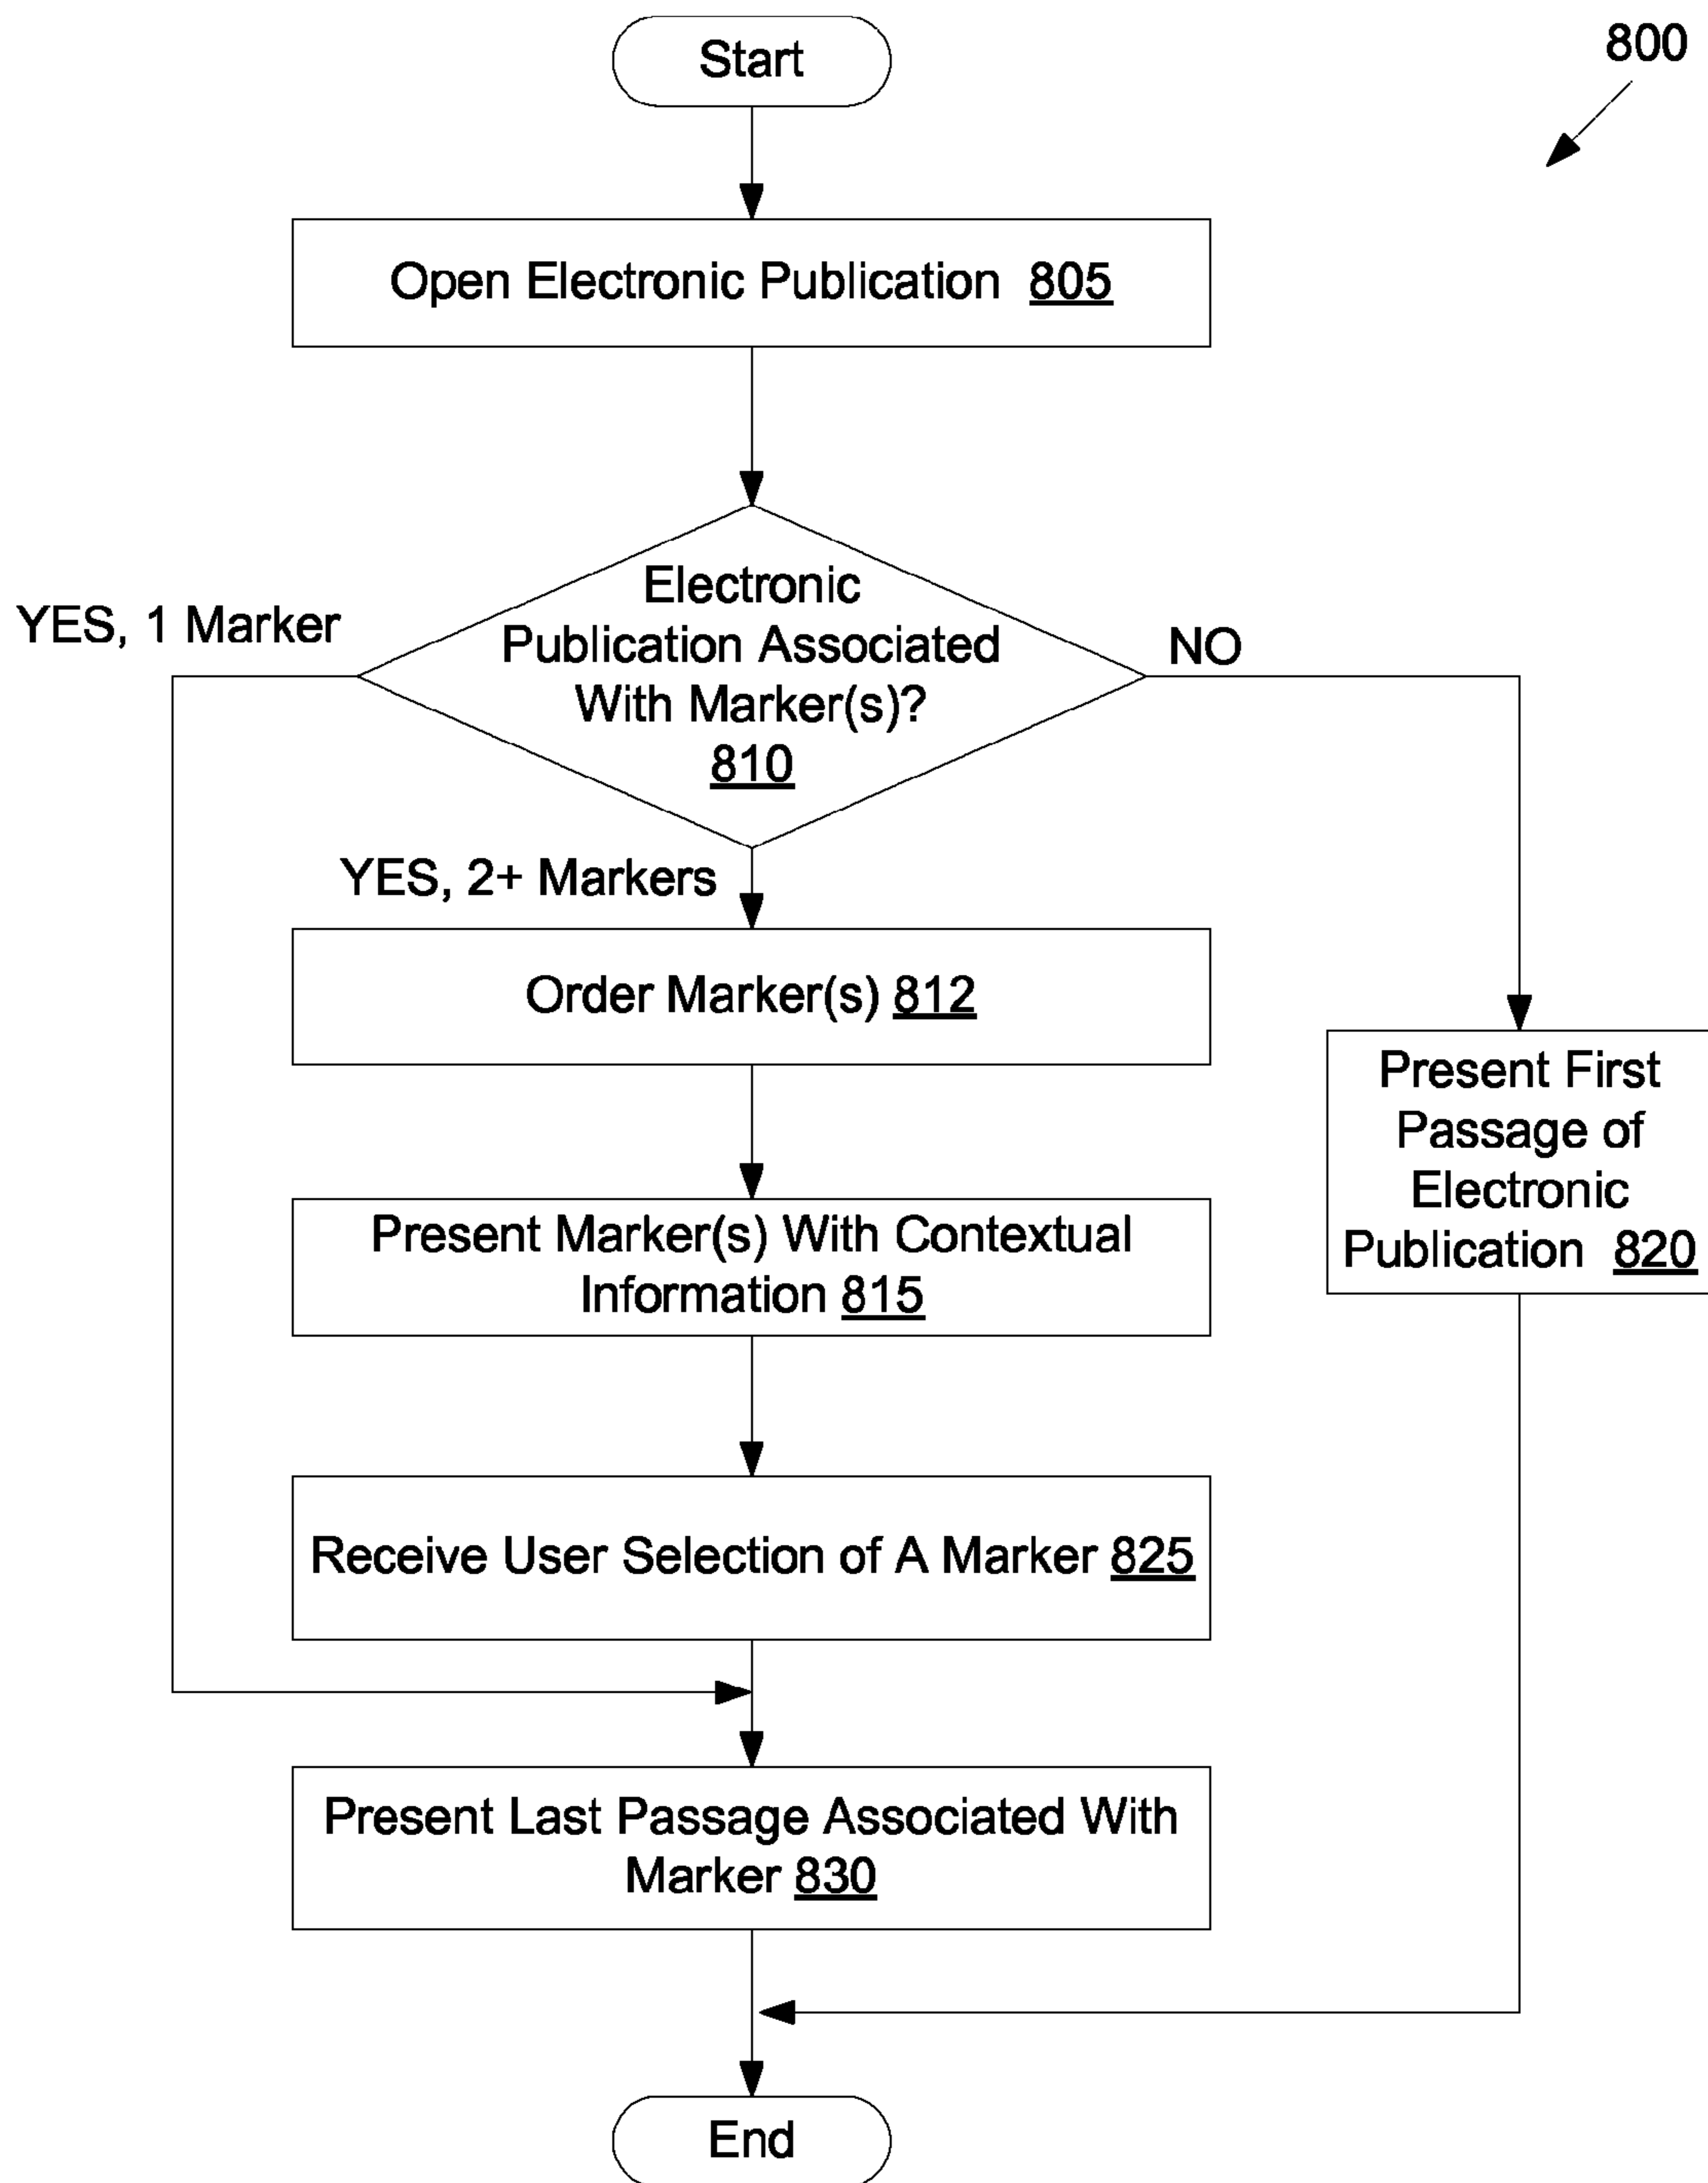 Start
800
Open Electronic Publication 805
Electronic
Publication Associated
With Marker(s)?
810
YES, 1 Marker
NO
YES, 2+ Markers
Order Marker(s) 812
Present First
Passage of
Electronic
Publication 820
Present Marker(s) With Contextual
Information 815
Receive User Selection of A Marker 825
Present Last Passage Associated With
Marker 830
End